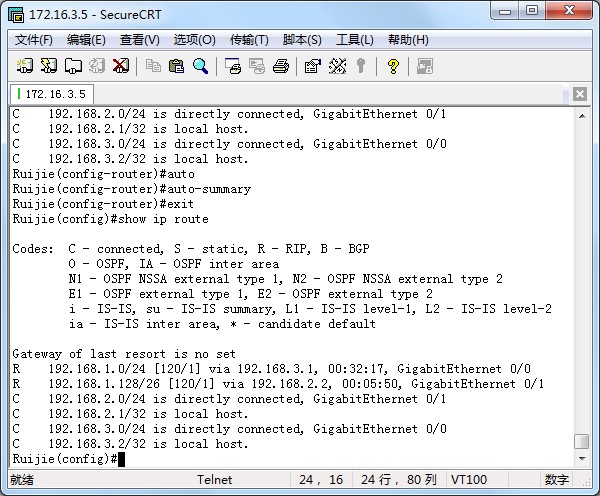 172.16.3.5 - SecureCRT
文件(F) 编辑(E) 查看(V) 选项(O) 传输(T) 脚本(S) 工具(L) 帮助(H)
172.16.3.5
C    192.168.2.0/24 is directly connected, GigabitEthernet 0/1
C    192.168.2.1/32 is local host.
C    192.168.3.0/24 is directly connected, GigabitEthernet 0/0
C    192.168.3.2/32 is local host.
Ruijie(config-router)#auto
Ruijie(config-router)#auto-summary
Ruijie(config-router)#exit
Ruijie(config)#show ip route
Codes:  C - connected, S - static, R - RIP, B - BGP
        O - OSPF, IA - OSPF inter area
        N1 - OSPF NSSA external type 1, N2 - OSPF NSSA external type 2
        E1 - OSPF external type 1, E2 - OSPF external type 2
        i - IS-IS, su - IS-IS summary, L1 - IS-IS level-1, L2 - IS-IS level-2
        ia - IS-IS inter area, * - candidate default
Gateway of last resort is no set
R    192.168.1.0/24 [120/1] via 192.168.3.1, 00:32:17, GigabitEthernet 0/0
R    192.168.1.128/26 [120/1] via 192.168.2.2, 00:05:50, GigabitEthernet 0/1
C    192.168.2.0/24 is directly connected, GigabitEthernet 0/1
C    192.168.2.1/32 is local host.
C    192.168.3.0/24 is directly connected, GigabitEthernet 0/0
C    192.168.3.2/32 is local host.
Ruijie(config)#
就绪 Telnet 24, 16 24 行, 80 列 VT100 数字